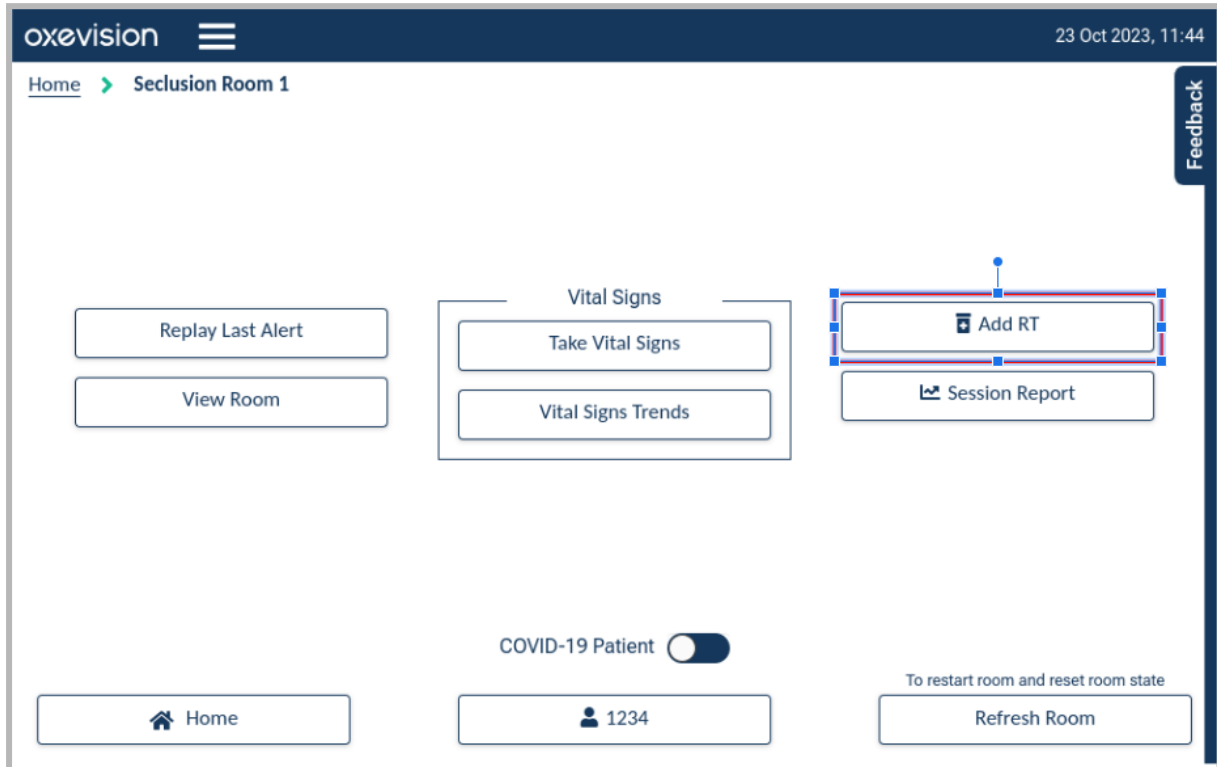 oxevision
23 Oct 2023, 11:44
Home > Seclusion Room 1
Feedback
Vital Signs
Replay Last Alert
Take Vital Signs
Add RT
View Room
Vital Signs Trends
Session Report
COVID-19 Patient
To restart room and reset room state
Home
1234
Refresh Room